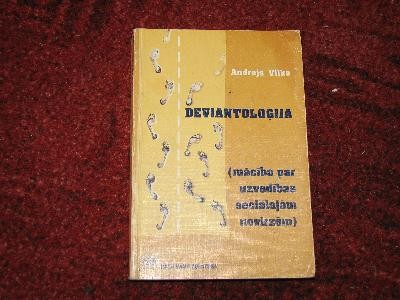 Andrejs Vilks
DEVIANTOLOĢIJA
(mācība par
uzvedības
sociālajām
novirzēm)